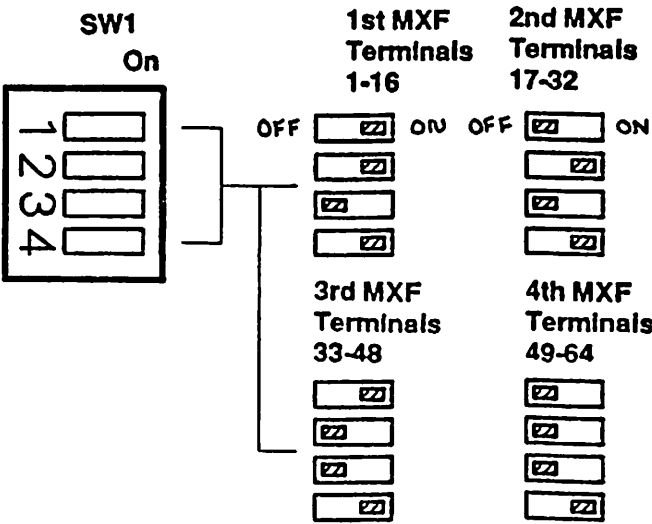 SW1
On
1
2
3
4
1st MXF
Terminals
1-16
2nd MXF
Terminals
17-32
OFF ON OFF ON
3rd MXF
Terminals
33-48
4th MXF
Terminals
49-64